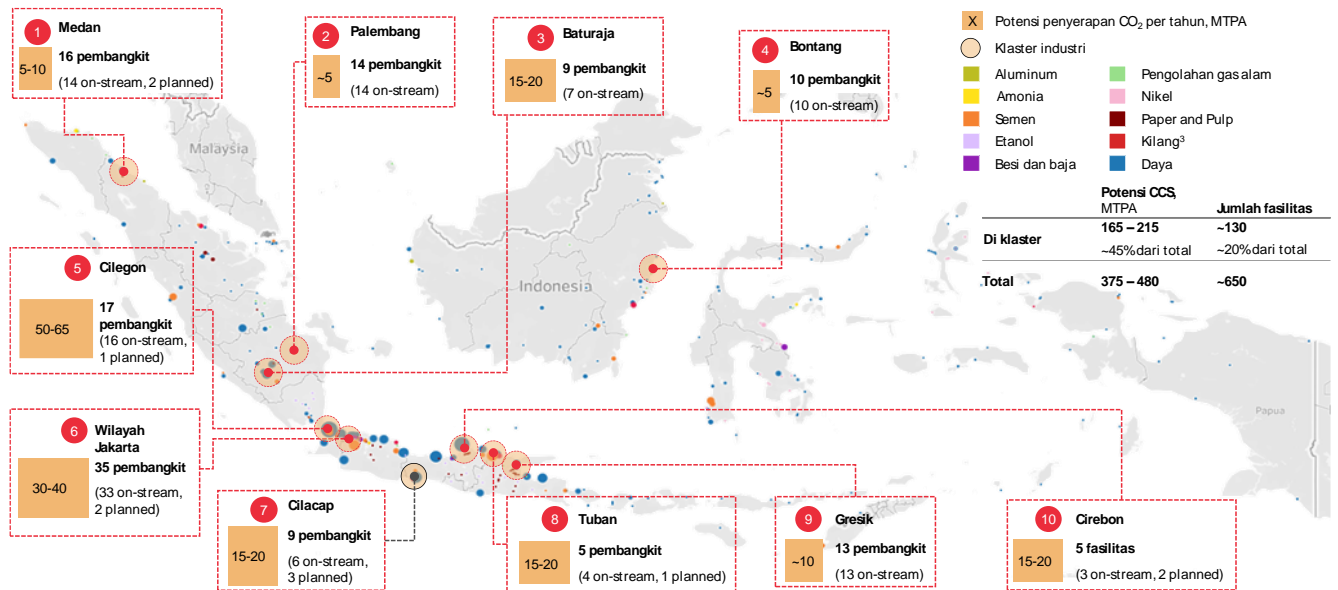 1
Medan
5-10
16 pembangkit
(14 on-stream, 2 planned)
2
Palembang
~5
14 pembangkit
(14 on-stream)
3
Baturaja
15-20
9 pembangkit
(7 on-stream)
4
Bontang
~5
10 pembangkit
(10 on-stream)
X Potensi penyerapan CO2 per tahun, MTPA
Klaster industri
Aluminum
Amonia
Semen
Etanol
Besi dan baja
Pengolahan gas alam
Nikel
Paper and Pulp
Kilang³
Daya
Potensi CCS,
MTPA
Jumlah fasilitas
Di klaster
165 – 215
~130
~45%dari total
~20%dari total
Total
375 – 480
~650
Malaysia
Indonesia
Papua
5
Cilegon
50-65
17
pembangkit
(16 on-stream,
1 planned)
6
Wilayah
Jakarta
30-40
35 pembangkit
(33 on-stream,
2 planned)
7
Cilacap
15-20
9 pembangkit
(6 on-stream,
3 planned)
8
Tuban
15-20
5 pembangkit
(4 on-stream, 1 planned)
9
Gresik
~10
13 pembangkit
(13 on-stream)
10
Cirebon
15-20
5 fasilitas
(3 on-stream, 2 planned)